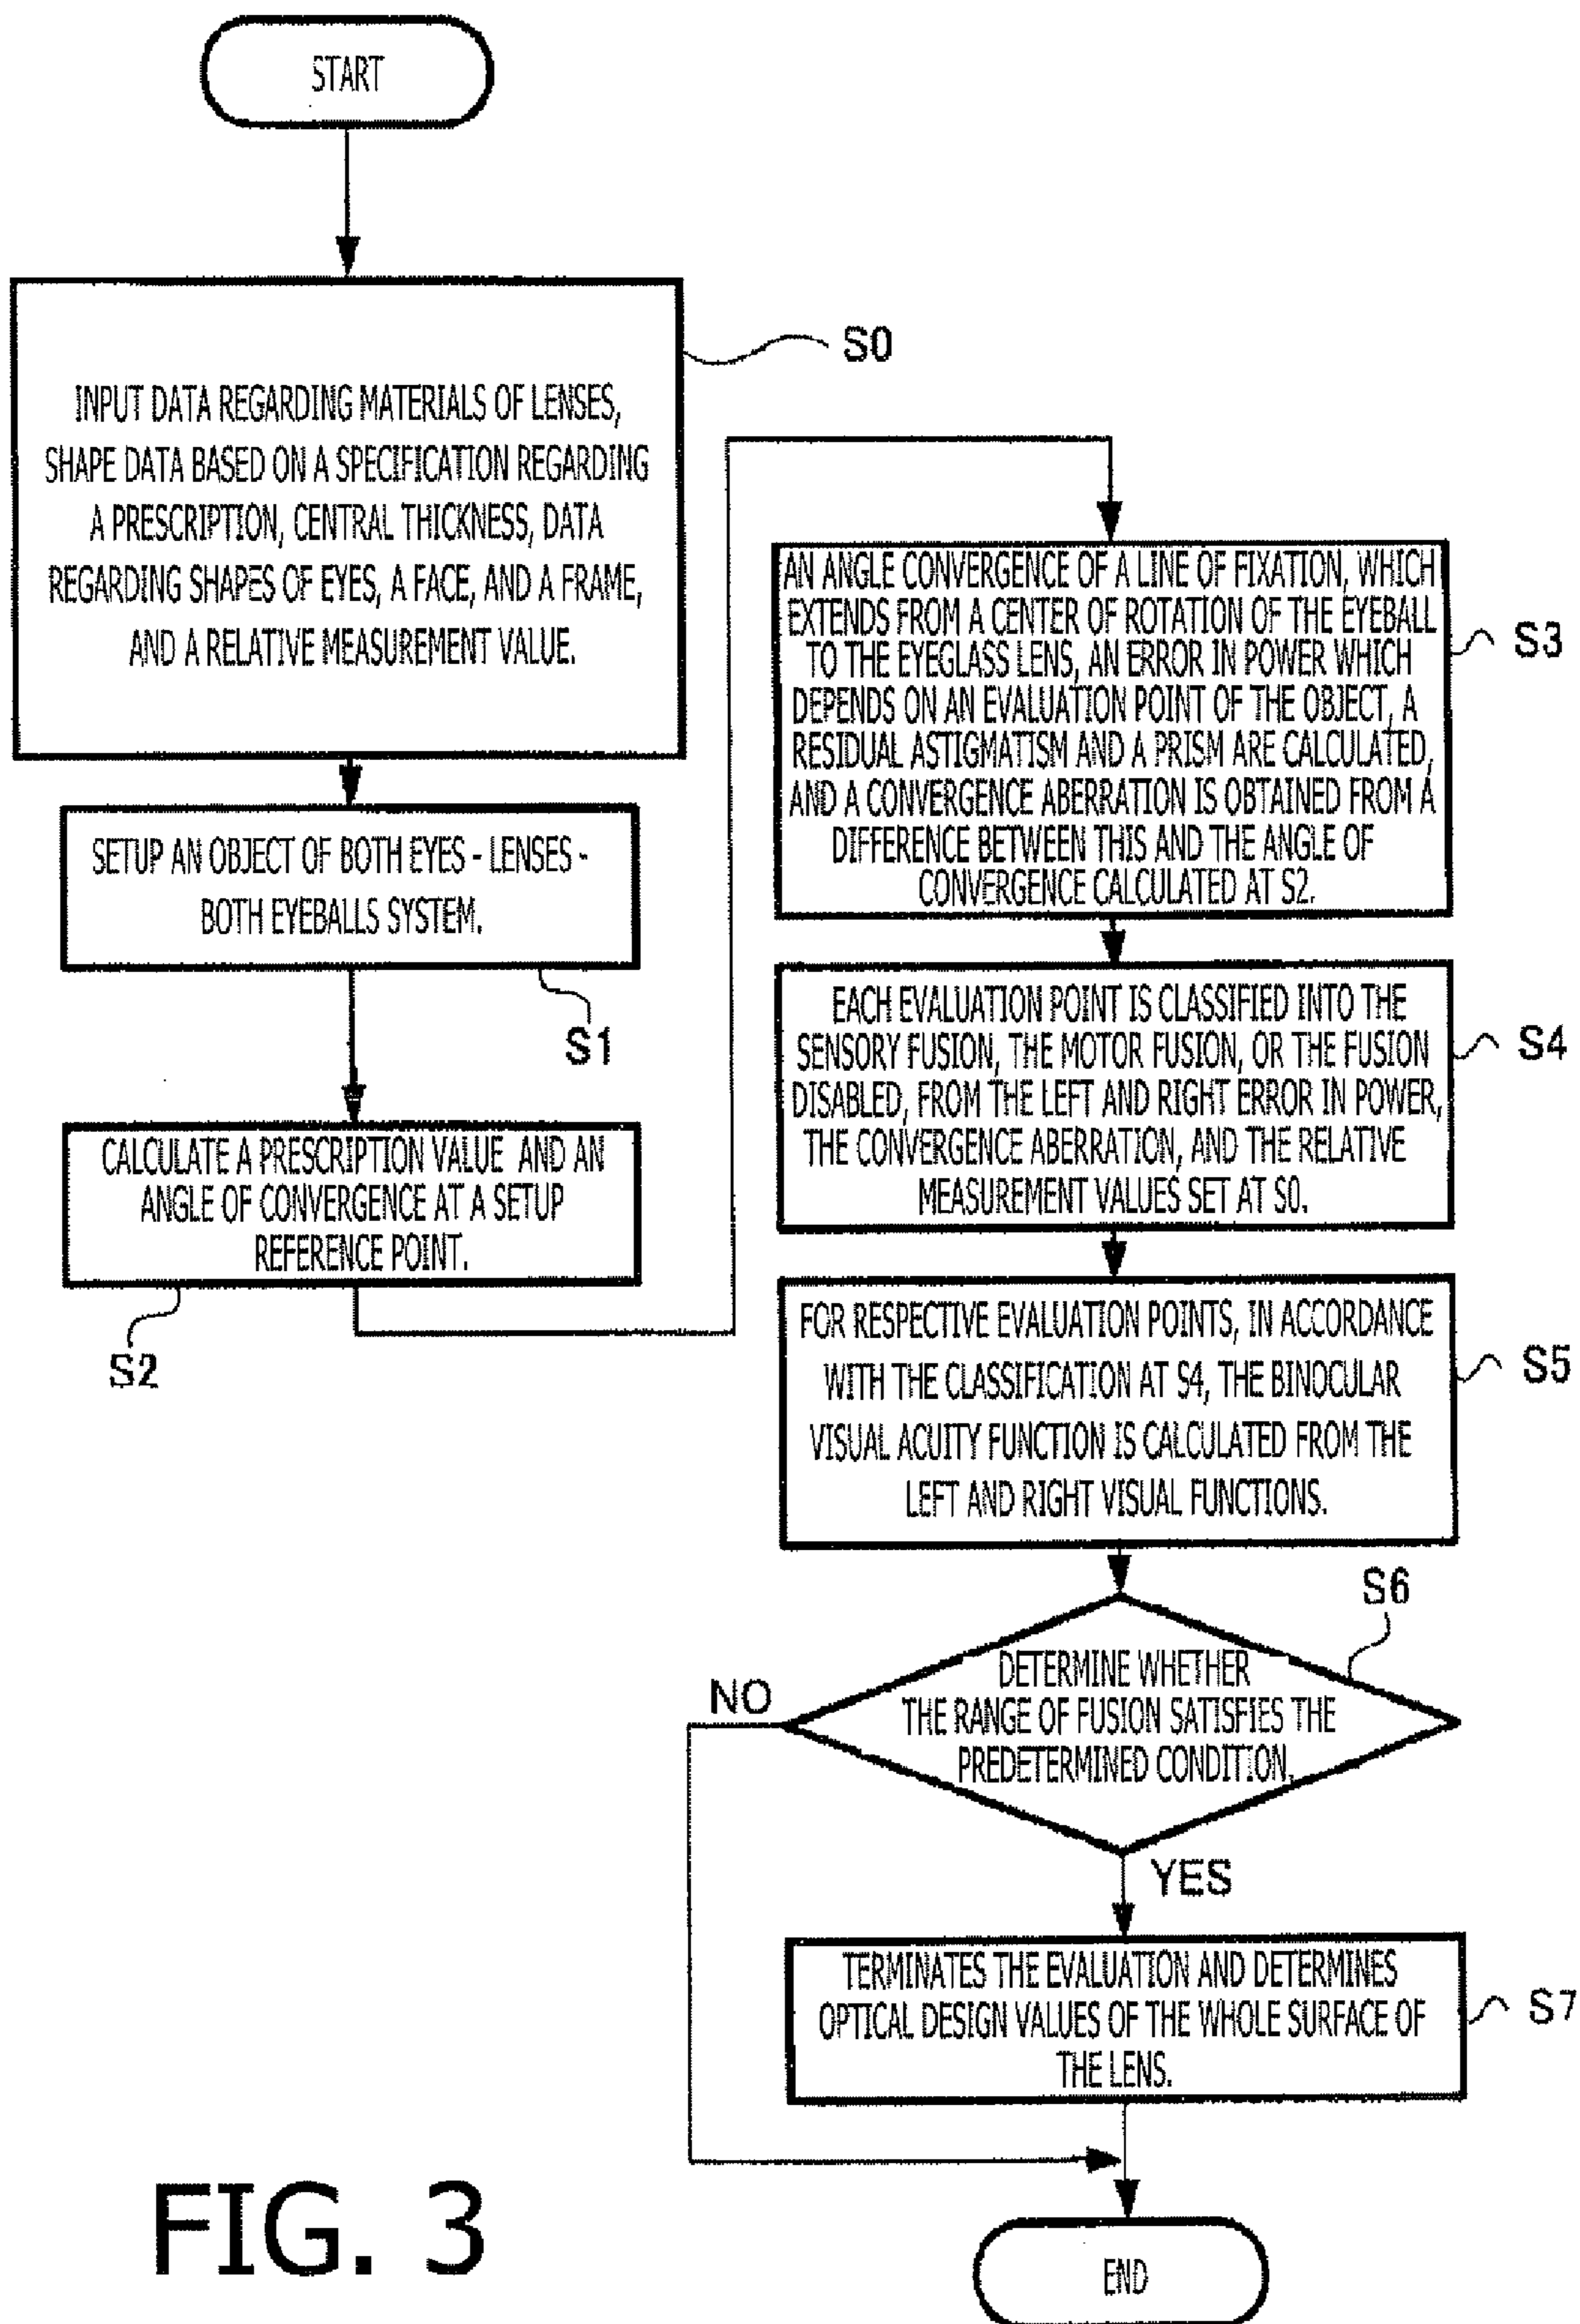 START
INPUT DATA REGARDING MATERIALS OF LENSES,
SHAPE DATA BASED ON A SPECIFICATION REGARDING
A PRESCRIPTION, CENTRAL THICKNESS, DATA
REGARDING SHAPES OF EYES, A FACE, AND A FRAME,
AND A RELATIVE MEASUREMENT VALUE.
S0
SETUP AN OBJECT OF BOTH EYES - LENSES -
BOTH EYEBALLS SYSTEM.
S1
CALCULATE A PRESCRIPTION VALUE AND AN
ANGLE OF CONVERGENCE AT A SETUP
REFERENCE POINT.
S2
AN ANGLE CONVERGENCE OF A LINE OF FIXATION, WHICH
EXTENDS FROM A CENTER OF ROTATION OF THE EYEBALL
TO THE EYEGLASS LENS, AN ERROR IN POWER WHICH
DEPENDS ON AN EVALUATION POINT OF THE OBJECT, A
RESIDUAL ASTIGMATISM AND A PRISM ARE CALCULATED,
AND A CONVERGENCE ABERRATION IS OBTAINED FROM A
DIFFERENCE BETWEEN THIS AND THE ANGLE OF
CONVERGENCE CALCULATED AT S2.
S3
EACH EVALUATION POINT IS CLASSIFIED INTO THE
SENSORY FUSION, THE MOTOR FUSION, OR THE FUSION
DISABLED, FROM THE LEFT AND RIGHT ERROR IN POWER,
THE CONVERGENCE ABERRATION, AND THE RELATIVE
MEASUREMENT VALUES SET AT S0.
S4
FOR RESPECTIVE EVALUATION POINTS, IN ACCORDANCE
WITH THE CLASSIFICATION AT S4, THE BINOCULAR
VISUAL ACUITY FUNCTION IS CALCULATED FROM THE
LEFT AND RIGHT VISUAL FUNCTIONS.
S5
S6
DETERMINE WHETHER
THE RANGE OF FUSION SATISFIES THE
PREDETERMINED CONDITION.
NO
YES
TERMINATES THE EVALUATION AND DETERMINES
OPTICAL DESIGN VALUES OF THE WHOLE SURFACE OF
THE LENS.
S7
END
FIG. 3